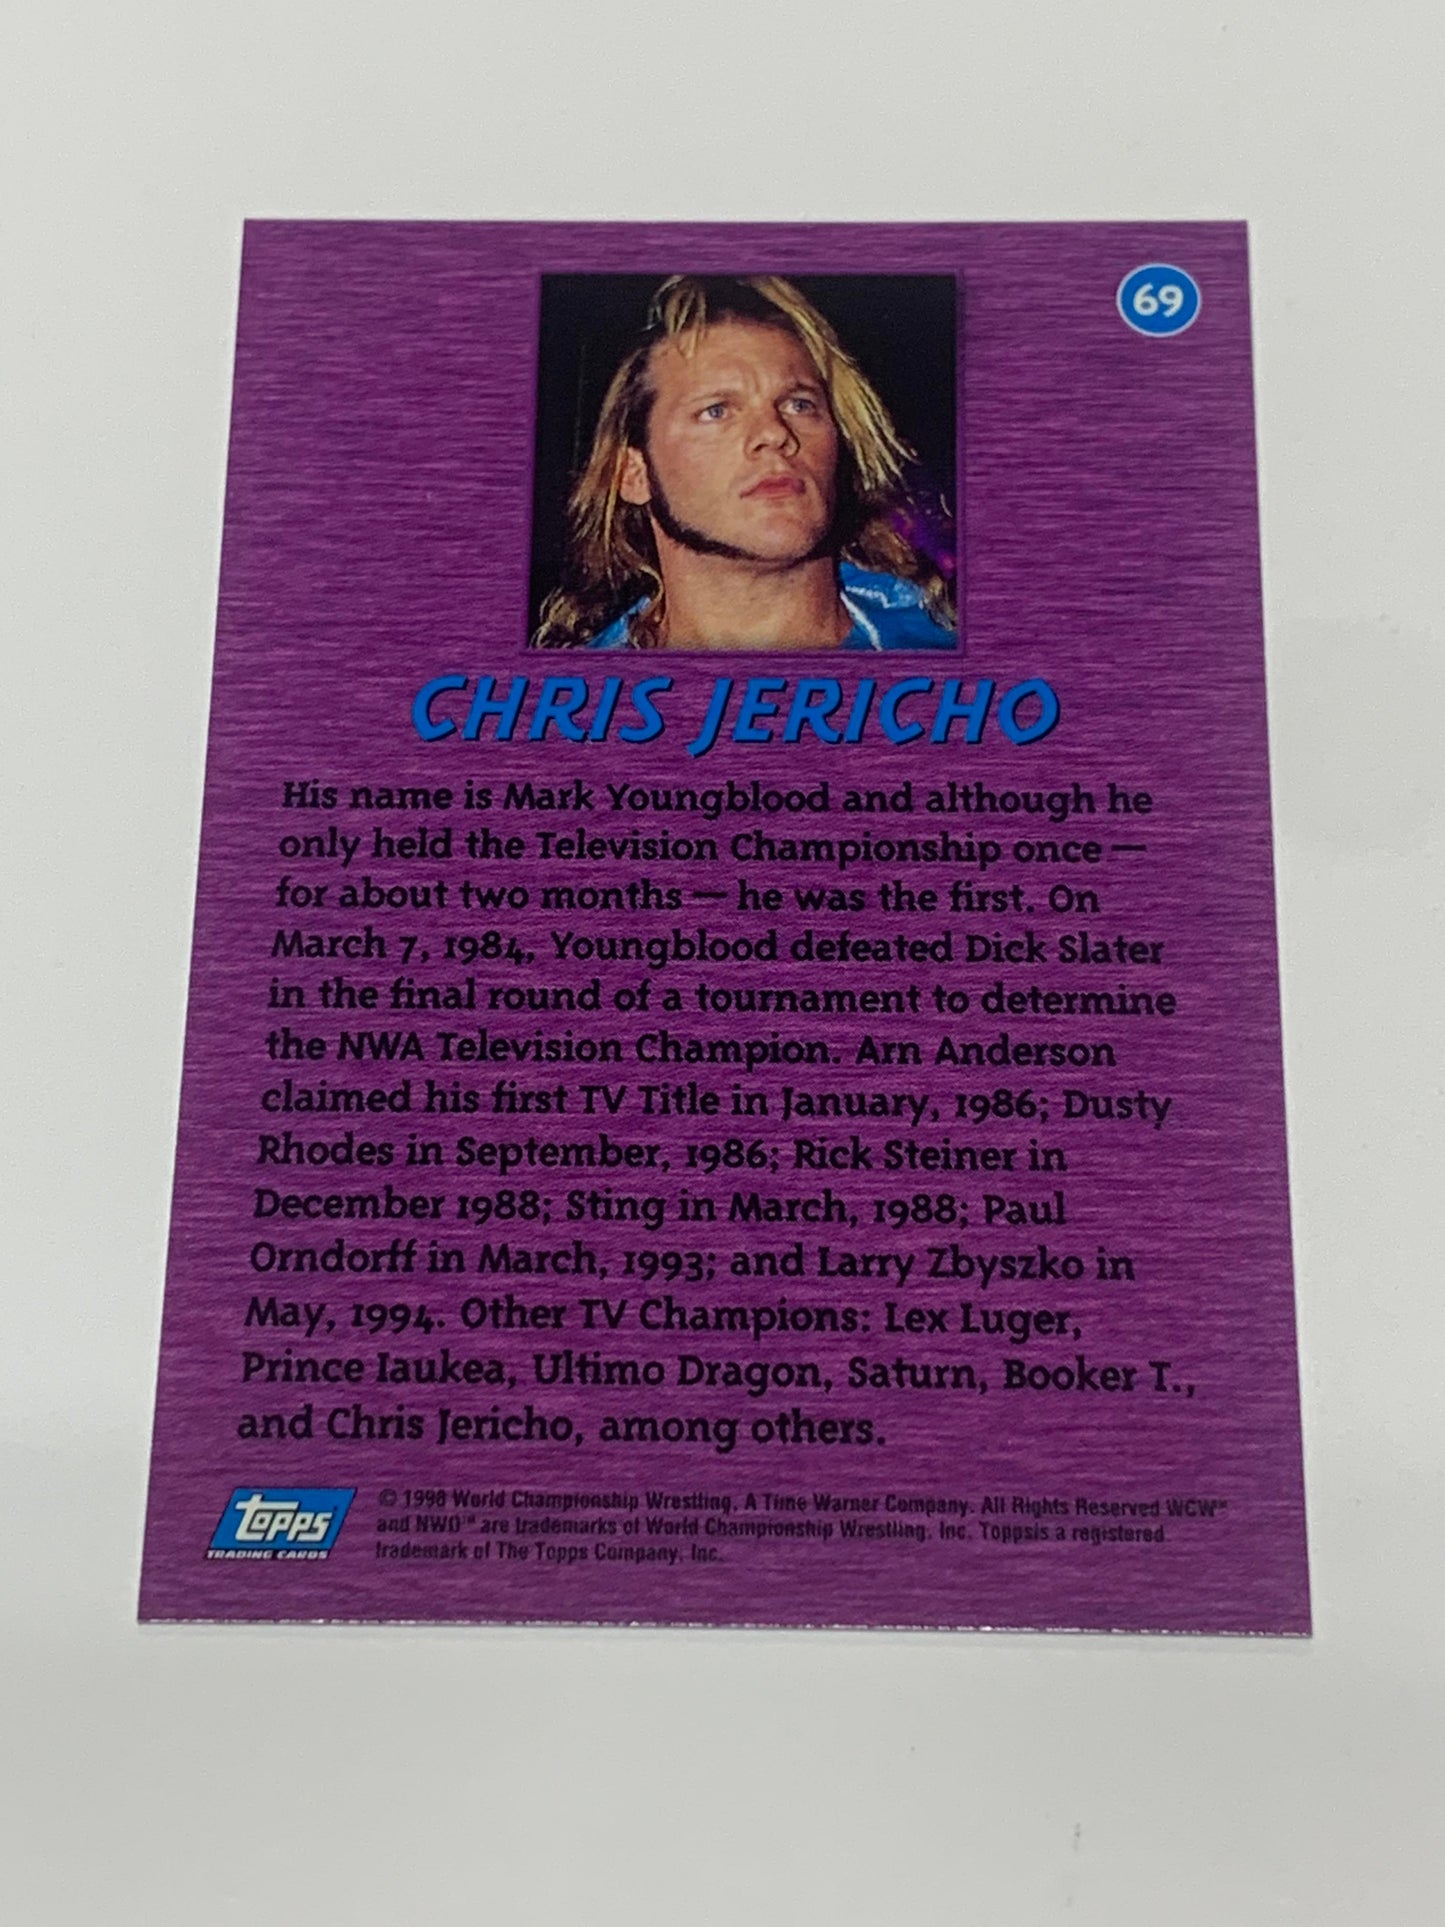 69
CHRIS JERICHO
His name is Mark Youngblood and although he
only held the Television Championship once —
for about two months — he was the first. On
March 7, 1984, Youngblood defeated Dick Slater
in the final round of a tournament to determine
the NWA Television Champion. Arn Anderson
claimed his first TV Title in January, 1986; Dusty
Rhodes in September, 1986; Rick Steiner in
December 1988; Sting in March, 1988; Paul
Orndorff in March, 1993; and Larry Zbyszko in
May, 1994. Other TV Champions: Lex Luger,
Prince Iaukea, Ultimo Dragon, Saturn, Booker T.,
and Chris Jericho, among others.
Topps
TRADING CARDS
© 1998 World Championship Wrestling. A Time Warner Company. All Rights Reserved WCW™
and NWO™ are trademarks of World Championship Wrestling, Inc. Toppsis a registered
trademark of The Topps Company, Inc.